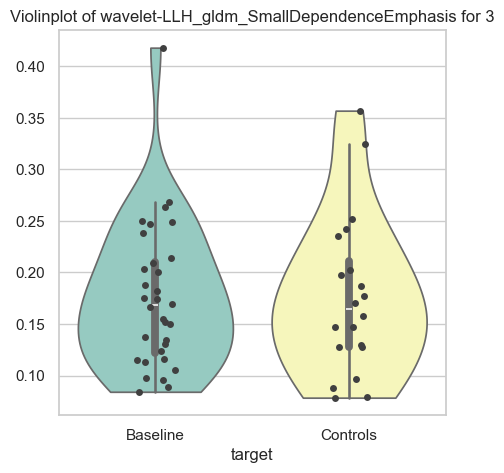 Violinplot of wavelet-LLH_gldm_SmallDependenceEmphasis for 3
0.40
0.35
0.30
0.25
0.20
0.15
0.10
Baseline Controls
target